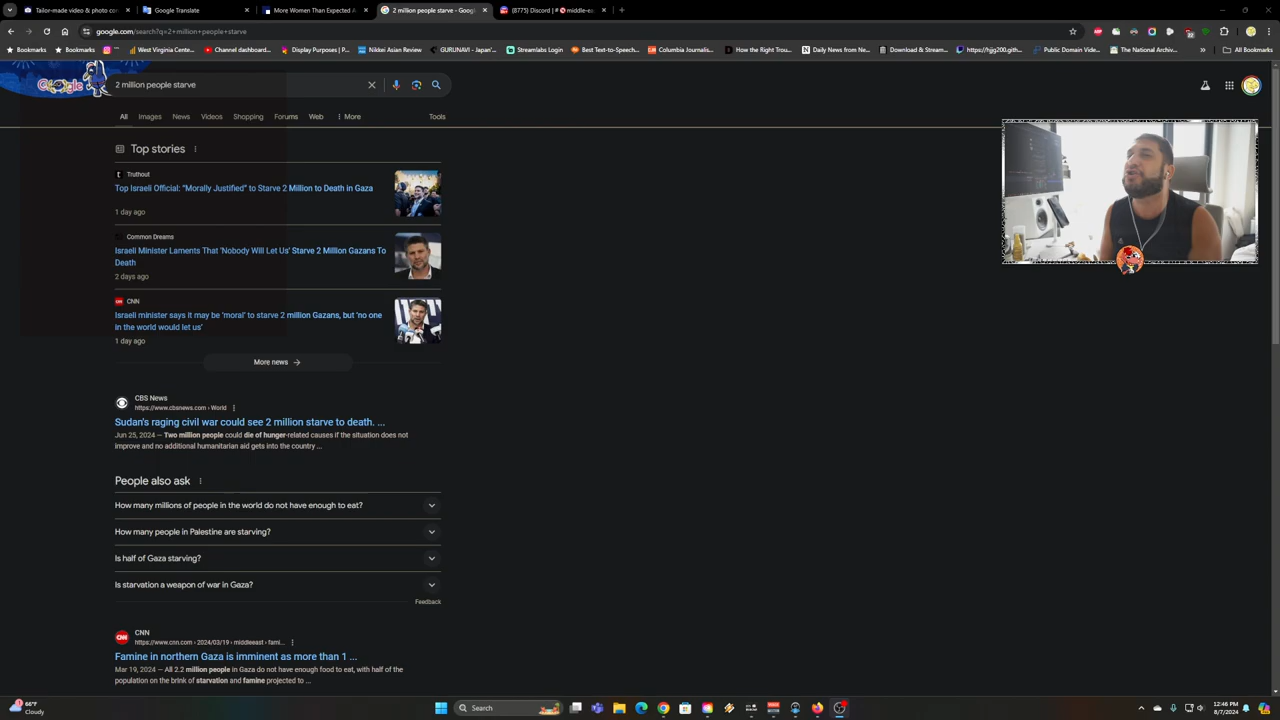 Tailor-made video & photo co
Google Translate
More Women Than Expected A
2 million people starve - Goog
(8775) Discord | #
middle-ea
google.com/search?q=2+million+people+starve
Bookmarks
Bookmarks
West Virginia Cente...
Channel dashboard...
Display Purposes | P...
Nikkei Asian Review
GURUNAVI - Japan'...
Streamlabs Login
Best Text-to-Speech...
Columbia Journalis...
How the Right Trou...
Daily News from Ne...
Download & Stream...
https://hjjg200.gith...
Public Domain Vide...
The National Archiv...
All Bookmarks
Google
2 million people starve
All
Images
News
Videos
Shopping
Forums
Web
More
Tools
Top stories
Truthout
Top Israeli Official: "Morally Justified" to Starve 2 Million to Death in Gaza
1 day ago
Common Dreams
Israeli Minister Laments That 'Nobody Will Let Us' Starve 2 Million Gazans To
Death
2 days ago
CNN
Israeli minister says it may be 'moral' to starve 2 million Gazans, but 'no one
in the world would let us'
1 day ago
More news
CBS News
https://www.cbsnews.com › World
Sudan's raging civil war could see 2 million starve to death. ...
Jun 25, 2024 — Two million people could die of hunger-related causes if the situation does not
improve and no additional humanitarian aid gets into the country ...
People also ask
How many millions of people in the world do not have enough to eat?
How many people in Palestine are starving?
Is half of Gaza starving?
Is starvation a weapon of war in Gaza?
Feedback
CNN
https://www.cnn.com › 2024/03/19 › middleeast › fami...
Famine in northern Gaza is imminent as more than 1 ...
Mar 19, 2024 — All 2.2 million people in Gaza do not have enough food to eat, with half of the
population on the brink of starvation and famine projected to ...
66°F
Cloudy
Search
12:46 PM
8/7/2024